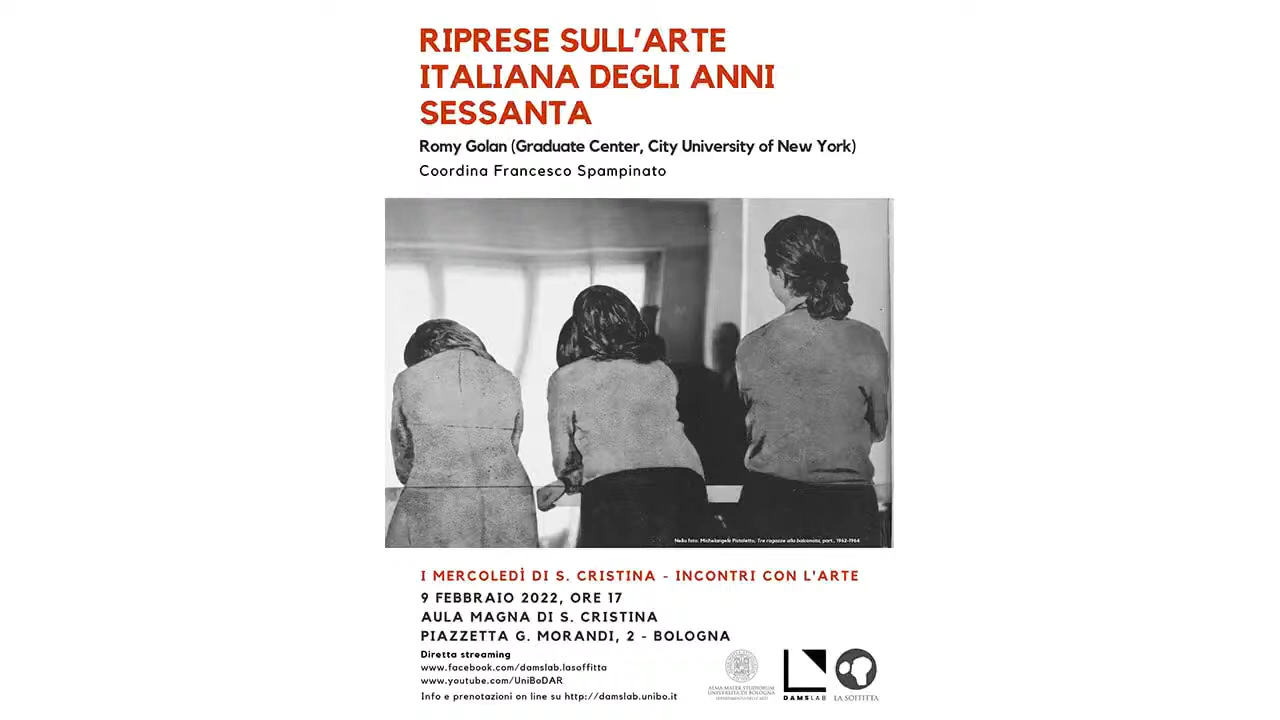 RIPRESE SULL'ARTE
ITALIANA DEGLI ANNI
SESSANTA
Romy Golan (Graduate Center, City University of New York)
Coordina Francesco Spampinato
Nella foto: Michelangelo Pistoletto, Tre ragazze alla balconata, part., 1962-1964
I MERCOLEDÌ DI S. CRISTINA - INCONTRI CON L'ARTE
9 FEBBRAIO 2022, ORE 17
AULA MAGNA DI S. CRISTINA
PIAZZETTA G. MORANDI, 2 - BOLOGNA
Diretta streaming
www.facebook.com/damslab.lasoffitta
www.youtube.com/UniBoDAR
Info e prenotazioni on line su http://damslab.unibo.it
ALMA MATER STUDIORUM
UNIVERSITÀ DI BOLOGNA
DIPARTIMENTO DELLE ARTI
DAMSLAB
LA SOFFITTA